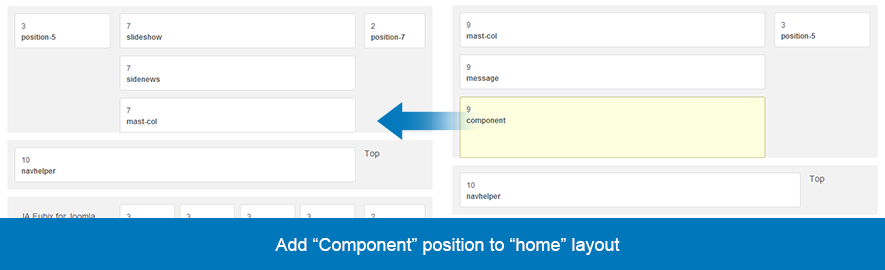 3
position-5
7
slideshow
2
position-7
7
sidenews
7
mast-col
10
navhelper
Top
JA Eubix for Joomla
3
3
3
3
2
9
mast-col
3
position-5
9
message
9
component
10
navhelper
Top
Add “Component” position to “home” layout